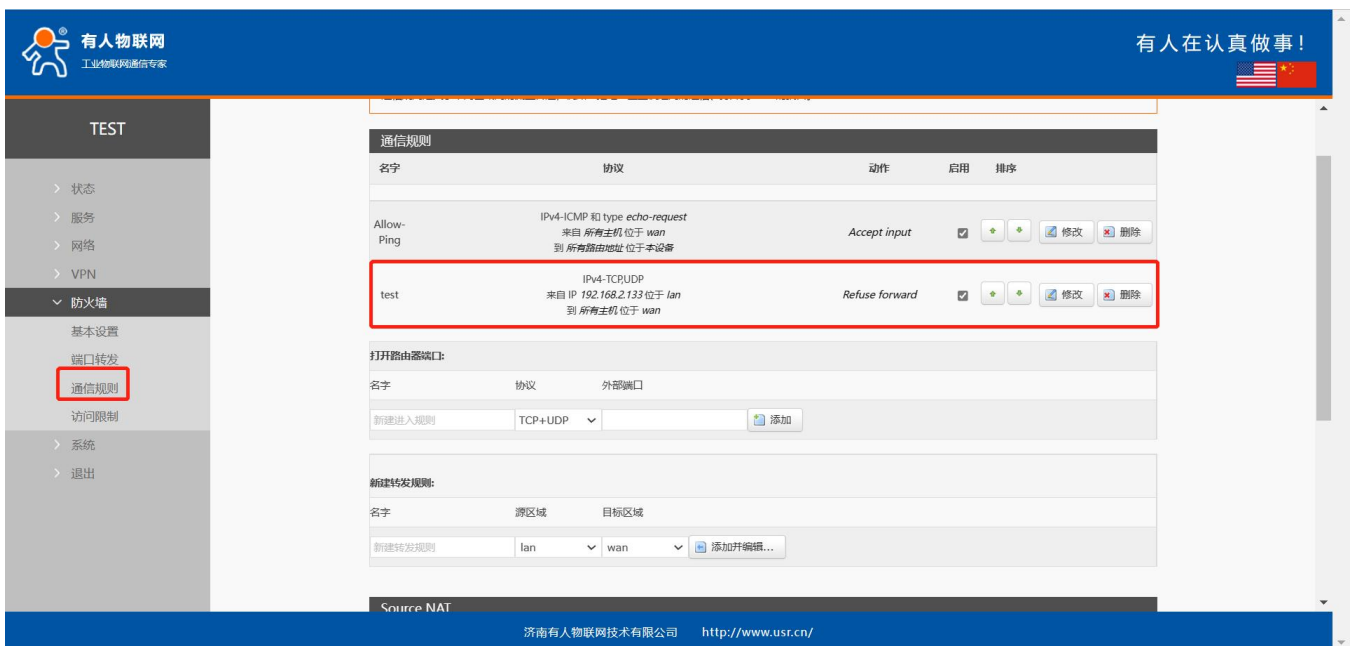 有人物联网
工业物联网通信专家
有人在认真做事!
TEST
状态
服务
网络
VPN
防火墙
基本设置
端口转发
通信规则
访问限制
系统
退出
通信规则
名字 协议 动作 启用 排序
Allow-Ping
IPv4-ICMP 和 type echo-request
来自 所有主机 位于 wan
到 所有路由地址 位于 本设备
Accept input 修改 删除
test
IPv4-TCP,UDP
来自 IP 192.168.2.133 位于 lan
到 所有主机 位于 wan
Refuse forward 修改 删除
打开路由器端口:
名字 协议 外部端口
新建进入规则 TCP+UDP 添加
新建转发规则:
名字 源区域 目标区域
新建转发规则 lan wan 添加并编辑...
Source NAT
济南有人物联网技术有限公司 http://www.usr.cn/